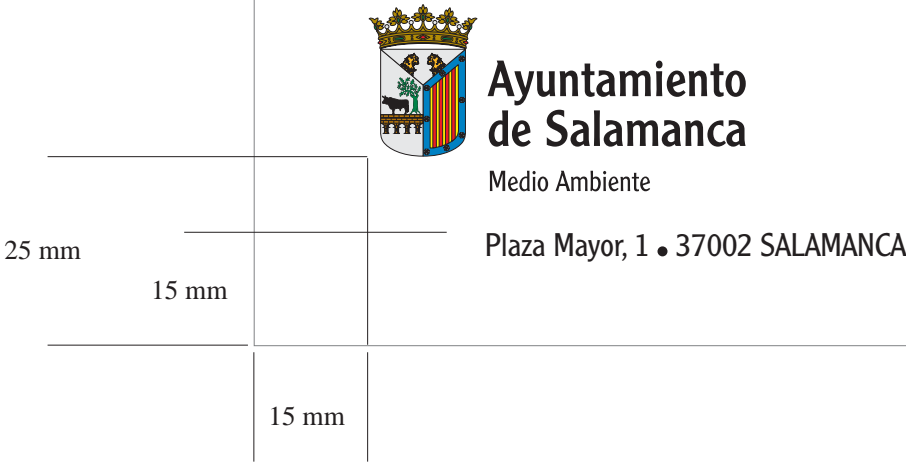 Ayuntamiento
de Salamanca
Medio Ambiente
Plaza Mayor, 1 • 37002 SALAMANCA
25 mm
15 mm
15 mm